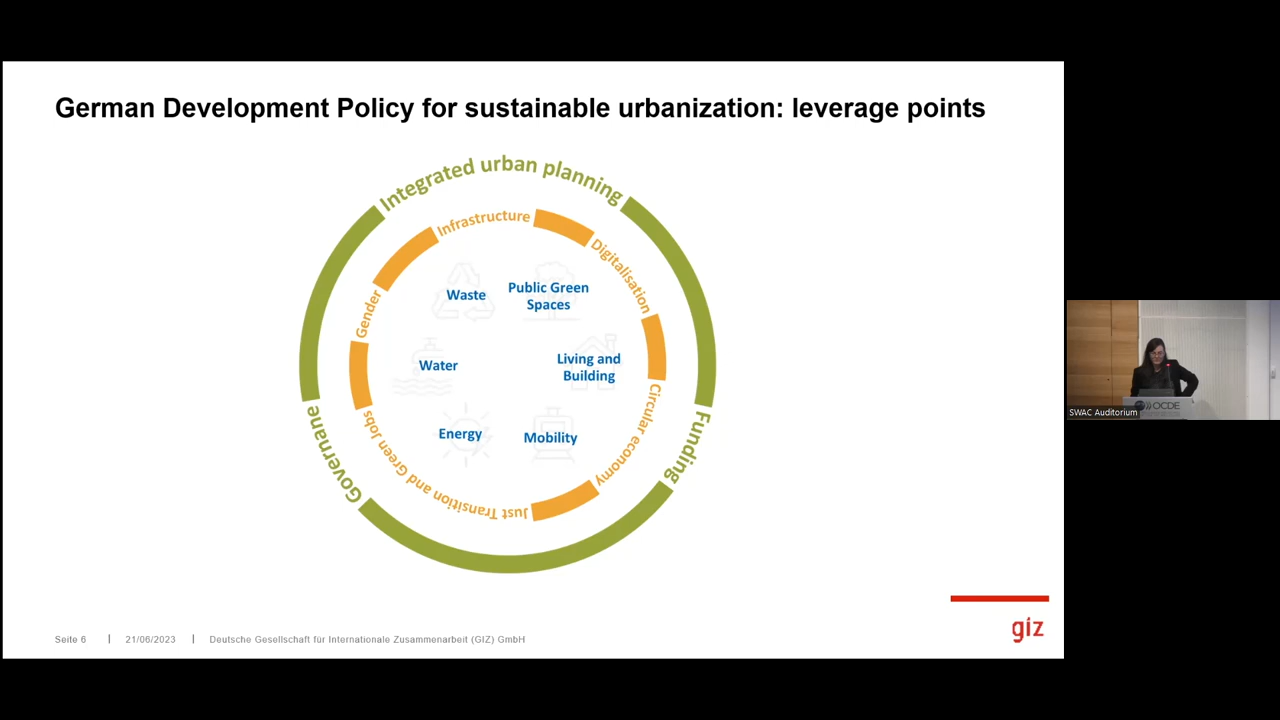 German Development Policy for sustainable urbanization: leverage points
Integrated urban planning
Infrastructure
Digitalisation
Gender
Waste
Public Green
Spaces
Water
Living and
Building
Energy
Mobility
Circular economy
Just Transition and Green Jobs
Governane
Funding
giz
Seite 6 | 21/06/2023 | Deutsche Gesellschaft für Internationale Zusammenarbeit (GIZ) GmbH
OCDE
SWAC Auditorium